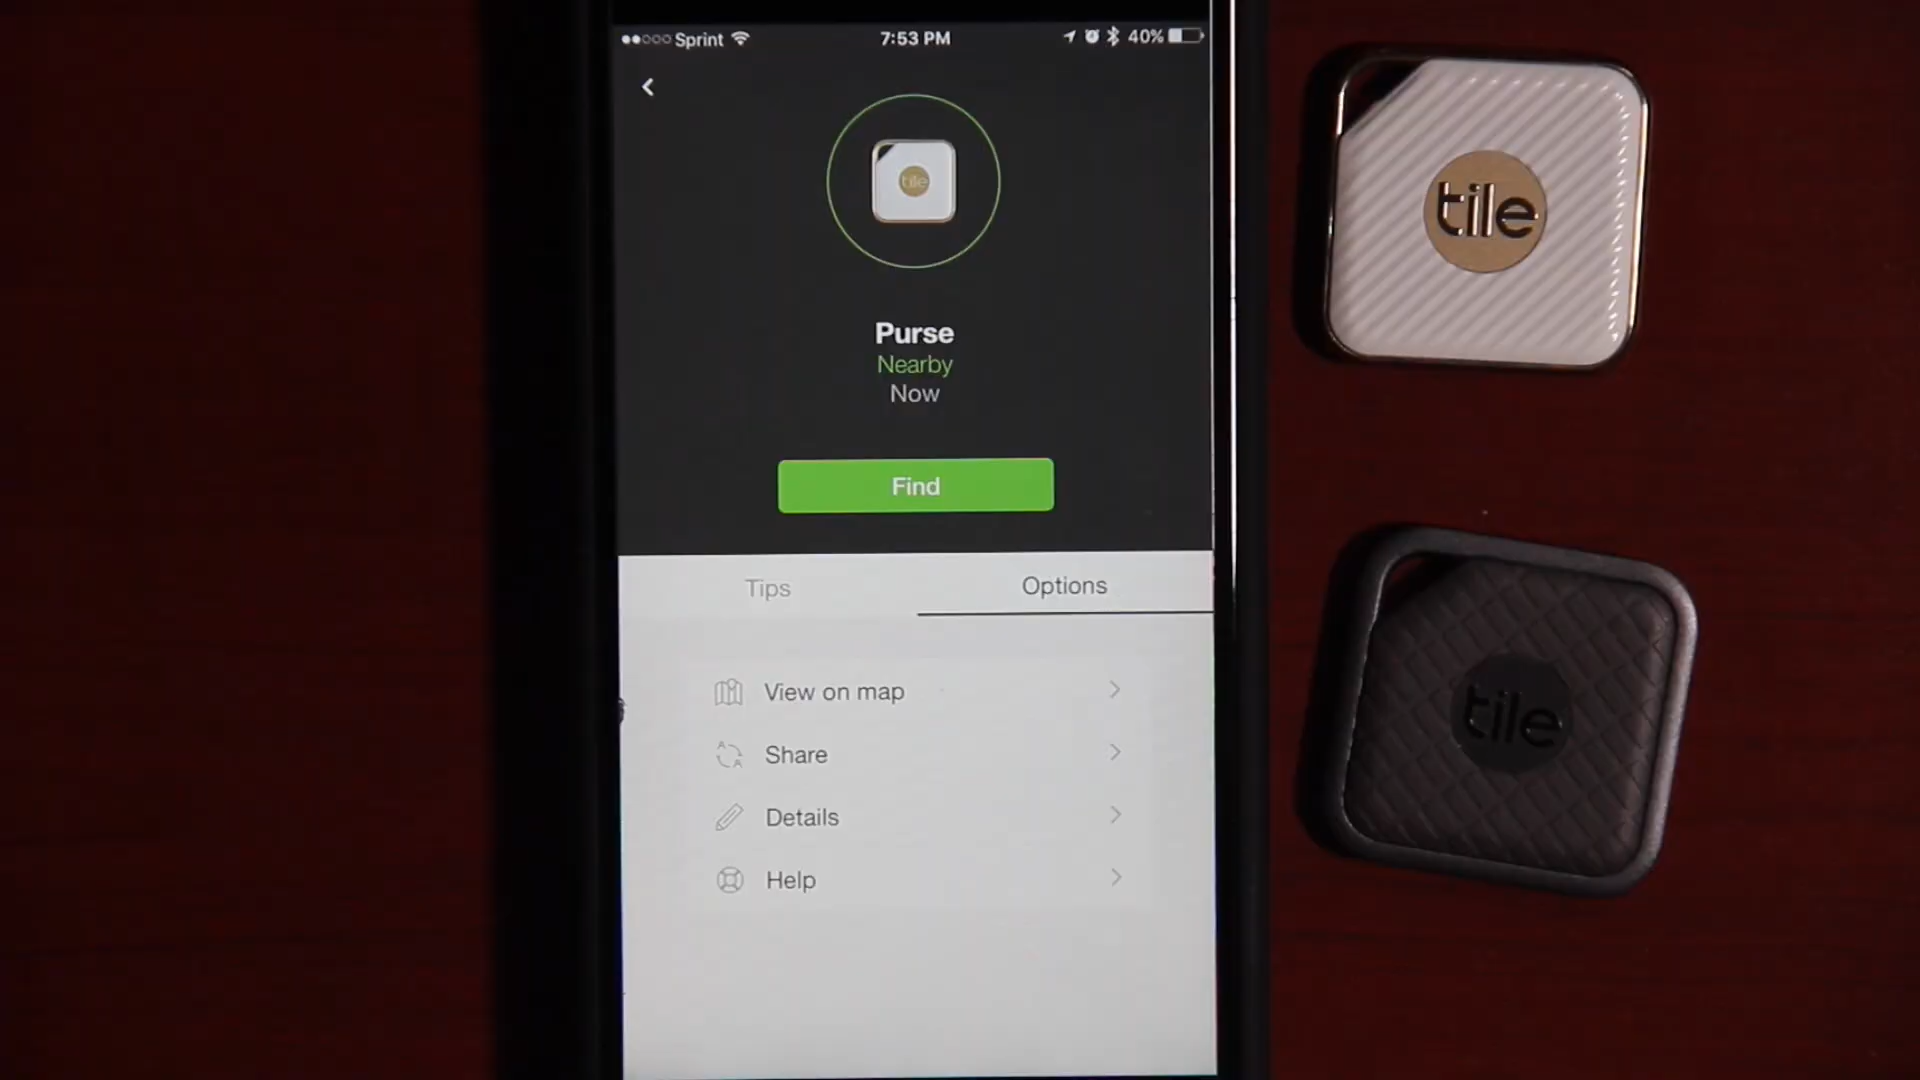 Sprint 7:53 PM 40%
tile
Purse
Nearby
Now
Find
Tips Options
View on map
Share
Details
Help
tile
tile